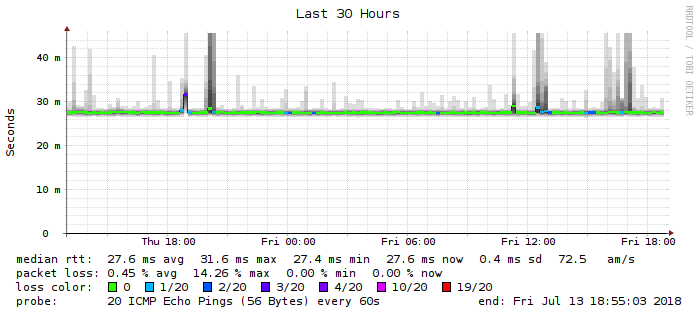 Last 30 Hours
RRDTOOL / TOBI OETIKER
Seconds
40 m
30 m
20 m
10 m
0
Thu 18:00 Fri 00:00 Fri 06:00 Fri 12:00 Fri 18:00
median rtt: 27.6 ms avg 31.6 ms max 27.4 ms min 27.6 ms now 0.4 ms sd 72.5 am/s
packet loss: 0.45 % avg 14.26 % max 0.00 % min 0.00 % now
loss color: 0 1/20 2/20 3/20 4/20 10/20 19/20
probe: 20 ICMP Echo Pings (56 Bytes) every 60s end: Fri Jul 13 18:55:03 2018